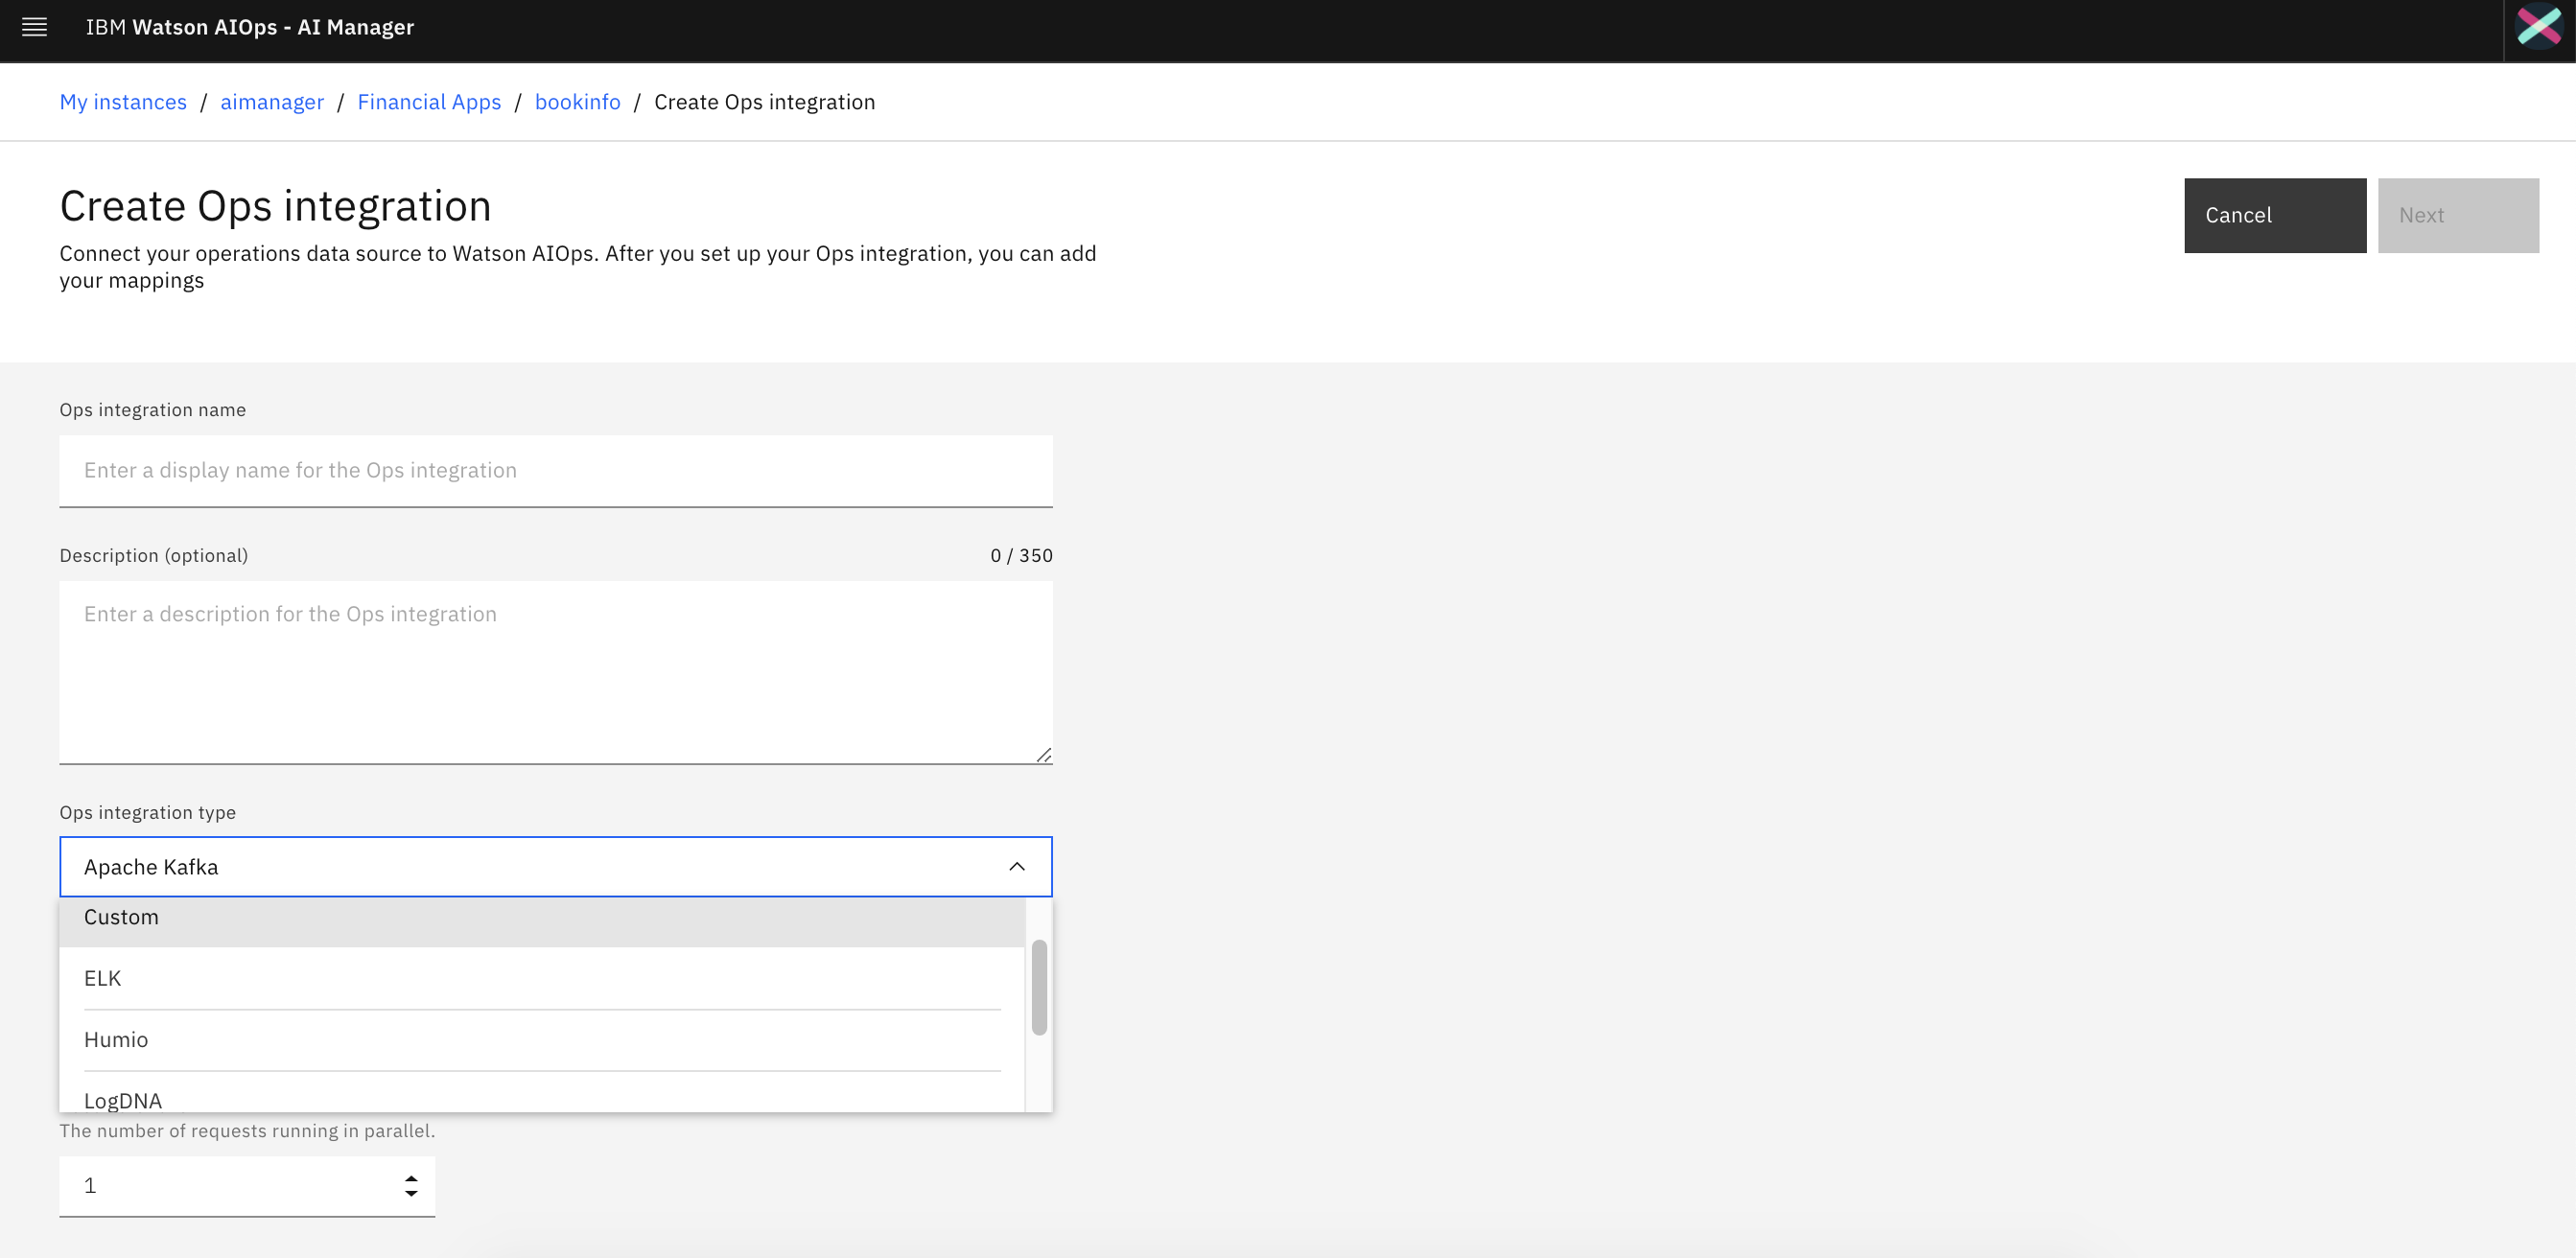 IBM Watson AIOps - AI Manager
My instances / aimanager / Financial Apps / bookinfo / Create Ops integration
Create Ops integration
Cancel
Next
Connect your operations data source to Watson AIOps. After you set up your Ops integration, you can add
your mappings
Ops integration name
Enter a display name for the Ops integration
Description (optional)
0 / 350
Enter a description for the Ops integration
Ops integration type
Apache Kafka
Custom
ELK
Humio
LogDNA
The number of requests running in parallel.
1